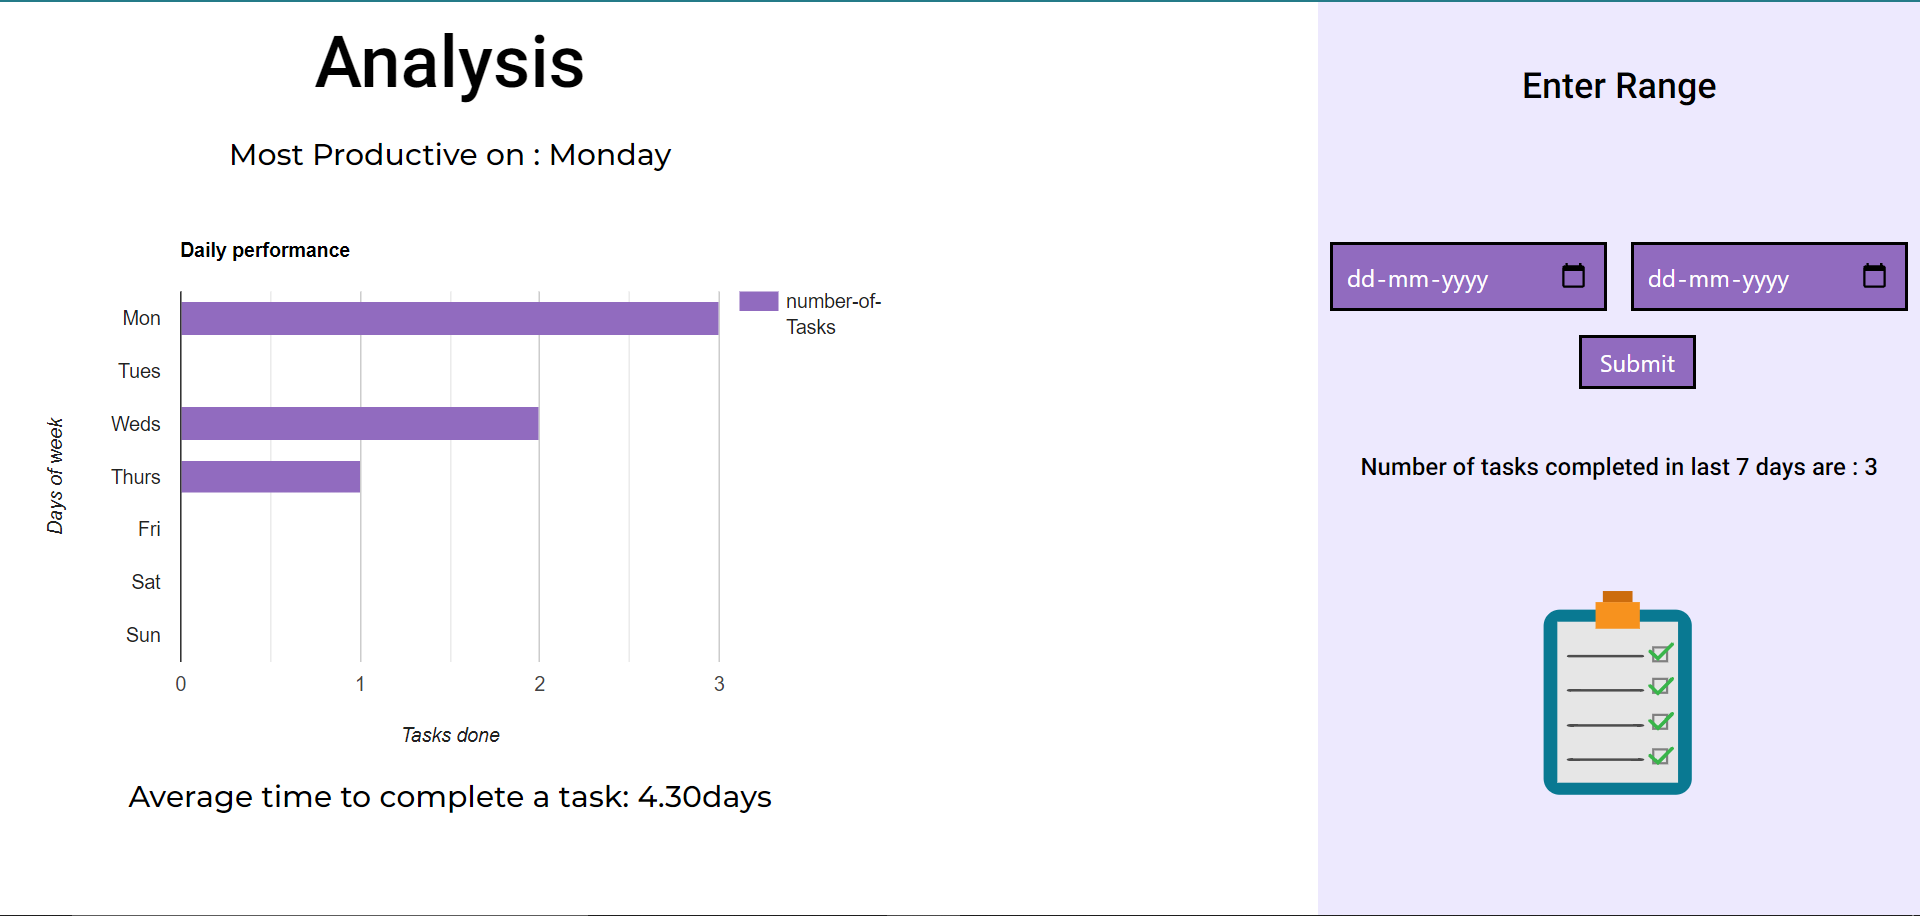 Analysis
Most Productive on : Monday
Daily performance
number-of-
Tasks
Mon
Tues
Weds
Thurs
Fri
Sat
Sun
Days of week
0 1 2 3
Tasks done
Average time to complete a task: 4.30days
Enter Range
dd-mm-yyyy dd-mm-yyyy
Submit
Number of tasks completed in last 7 days are : 3